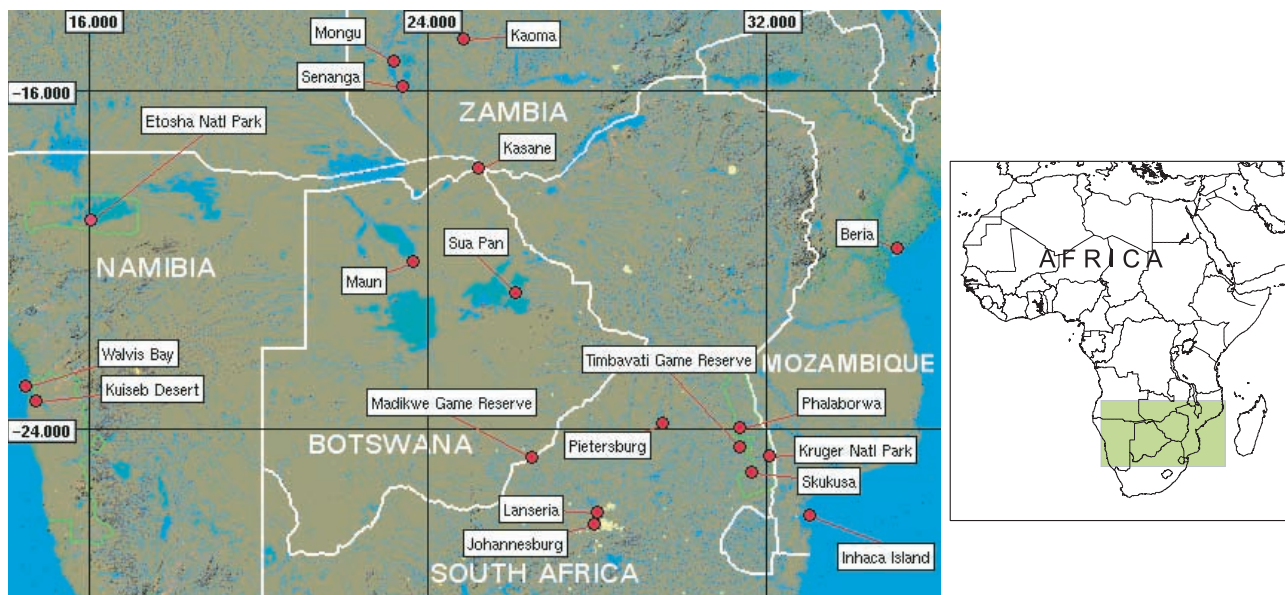 16.000
24.000
32.000
Mongu
Kaoma
Senanga
-16.000
ZAMBIA
Etosha Natl Park
Kasane
Beria
Sua Pan
NAMIBIA
Maun
AFRICA
Walvis Bay
Timbavati Game Reserve
MOZAMBIQUE
Kuiseb Desert
Madikwe Game Reserve
Phalaborwa
-24.000
BOTSWANA
Pietersburg
Kruger Natl Park
Skukusa
Lanseria
Johannesburg
Inhaca Island
SOUTH AFRICA